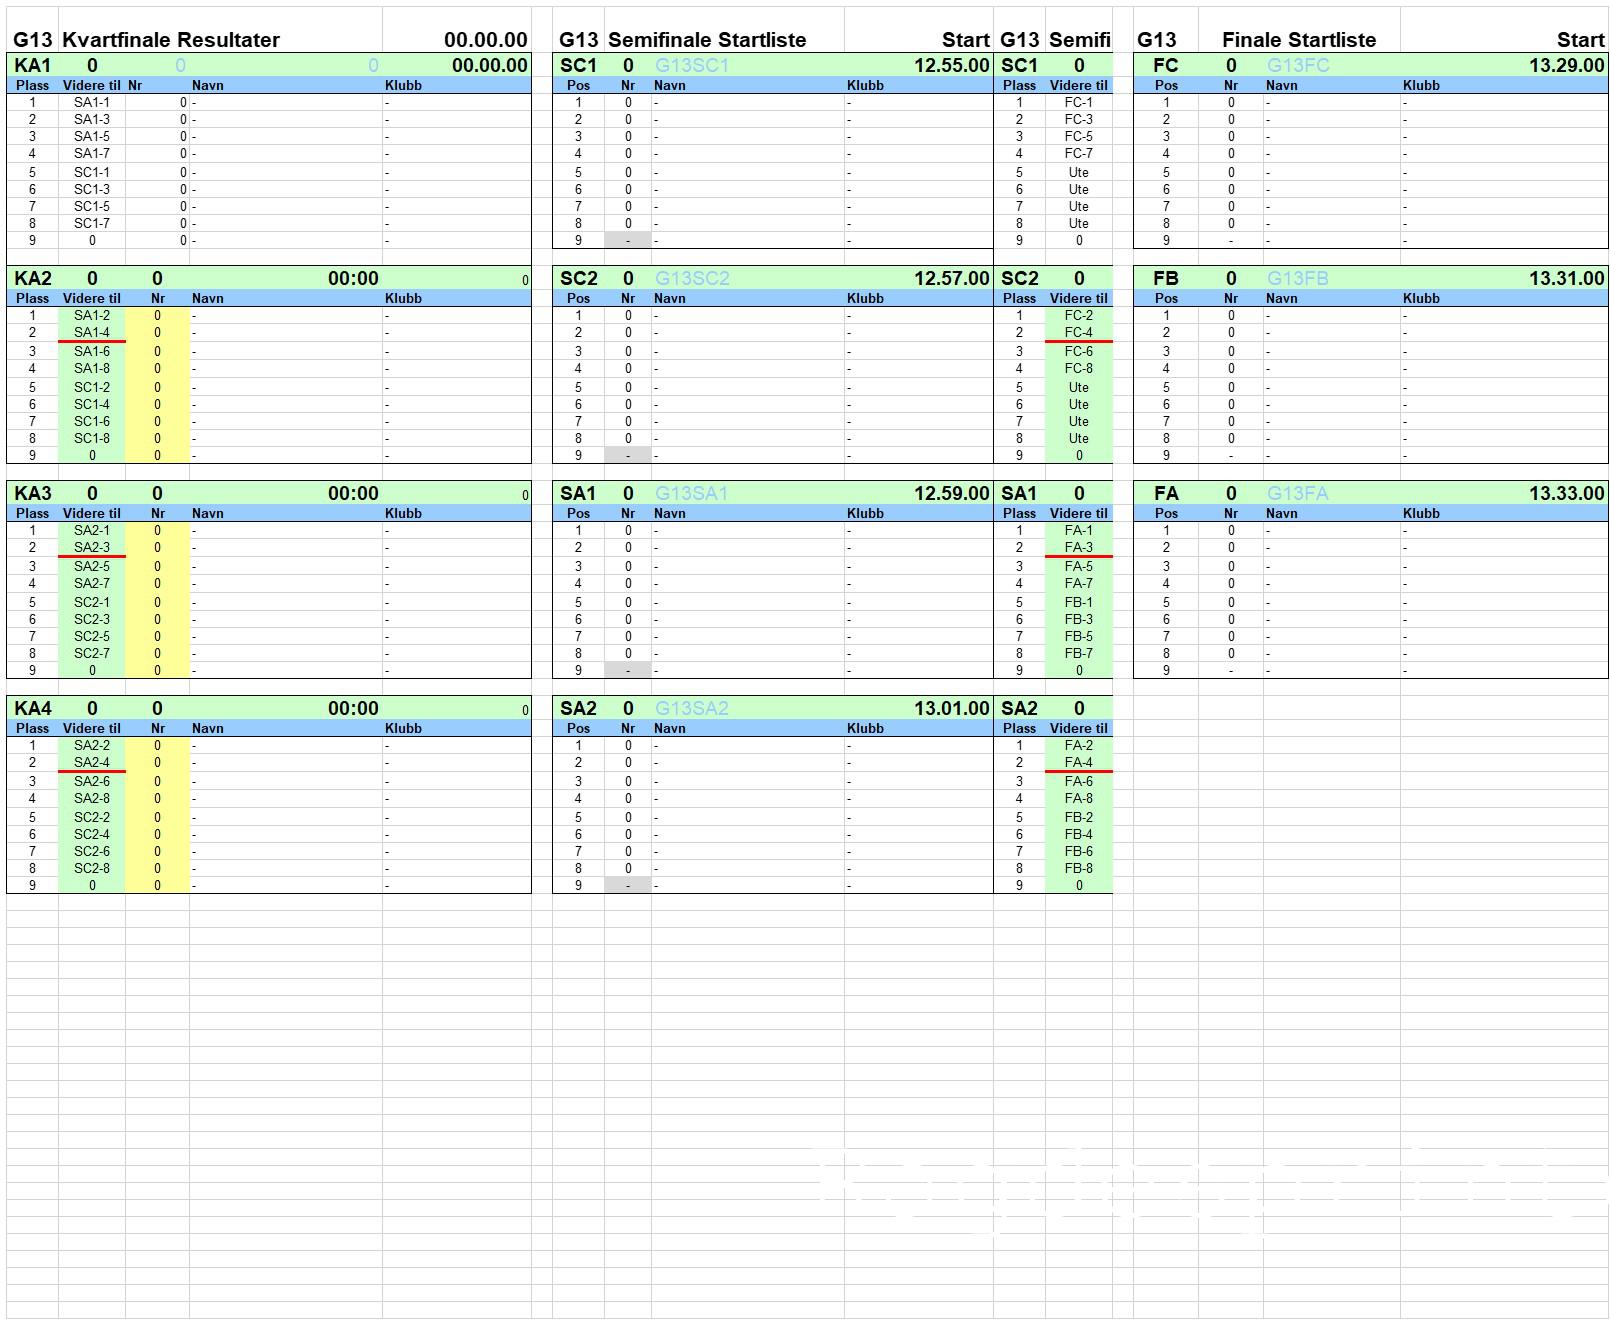 G13 Kvartfinale Resultater 00.00.00 G13 Semifinale Startliste Start G13 Semifi G13 Finale Startliste Start
KA1 0 0 0 00.00.00 SC1 0 G13SC1 12.55.00 SC1 0 FC 0 G13FC 13.29.00
Plass Videre til Nr Navn Klubb Pos Nr Navn Klubb Plass Videre til Pos Nr Navn Klubb
1 SA1-1 0 - - 1 0 - - 1 FC-1 1 0 - -
2 SA1-3 0 - - 2 0 - - 2 FC-3 2 0 - -
3 SA1-5 0 - - 3 0 - - 3 FC-5 3 0 - -
4 SA1-7 0 - - 4 0 - - 4 FC-7 4 0 - -
5 SC1-1 0 - - 5 0 - - 5 Ute 5 0 - -
6 SC1-3 0 - - 6 0 - - 6 Ute 6 0 - -
7 SC1-5 0 - - 7 0 - - 7 Ute 7 0 - -
8 SC1-7 0 - - 8 0 - - 8 Ute 8 0 - -
9 0 0 - - 9 - - - 9 0 9 - - -
KA2 0 0 00:00 0 SC2 0 G13SC2 12.57.00 SC2 0 FB 0 G13FB 13.31.00
Plass Videre til Nr Navn Klubb Pos Nr Navn Klubb Plass Videre til Pos Nr Navn Klubb
1 SA1-2 0 - - 1 0 - - 1 FC-2 1 0 - -
2 SA1-4 0 - - 2 0 - - 2 FC-4 2 0 - -
3 SA1-6 0 - - 3 0 - - 3 FC-6 3 0 - -
4 SA1-8 0 - - 4 0 - - 4 FC-8 4 0 - -
5 SC1-2 0 - - 5 0 - - 5 Ute 5 0 - -
6 SC1-4 0 - - 6 0 - - 6 Ute 6 0 - -
7 SC1-6 0 - - 7 0 - - 7 Ute 7 0 - -
8 SC1-8 0 - - 8 0 - - 8 Ute 8 0 - -
9 0 0 - - 9 - - - 9 0 9 - - -
KA3 0 0 00:00 0 SA1 0 G13SA1 12.59.00 SA1 0 FA 0 G13FA 13.33.00
Plass Videre til Nr Navn Klubb Pos Nr Navn Klubb Plass Videre til Pos Nr Navn Klubb
1 SA2-1 0 - - 1 0 - - 1 FA-1 1 0 - -
2 SA2-3 0 - - 2 0 - - 2 FA-3 2 0 - -
3 SA2-5 0 - - 3 0 - - 3 FA-5 3 0 - -
4 SA2-7 0 - - 4 0 - - 4 FA-7 4 0 - -
5 SC2-1 0 - - 5 0 - - 5 FB-1 5 0 - -
6 SC2-3 0 - - 6 0 - - 6 FB-3 6 0 - -
7 SC2-5 0 - - 7 0 - - 7 FB-5 7 0 - -
8 SC2-7 0 - - 8 0 - - 8 FB-7 8 0 - -
9 0 0 - - 9 - - - 9 0 9 - - -
KA4 0 0 00:00 0 SA2 0 G13SA2 13.01.00 SA2 0
Plass Videre til Nr Navn Klubb Pos Nr Navn Klubb Plass Videre til
1 SA2-2 0 - - 1 0 - - 1 FA-2
2 SA2-4 0 - - 2 0 - - 2 FA-4
3 SA2-6 0 - - 3 0 - - 3 FA-6
4 SA2-8 0 - - 4 0 - - 4 FA-8
5 SC2-2 0 - - 5 0 - - 5 FB-2
6 SC2-4 0 - - 6 0 - - 6 FB-4
7 SC2-6 0 - - 7 0 - - 7 FB-6
8 SC2-8 0 - - 8 0 - - 8 FB-8
9 0 0 - - 9 - - - 9 0